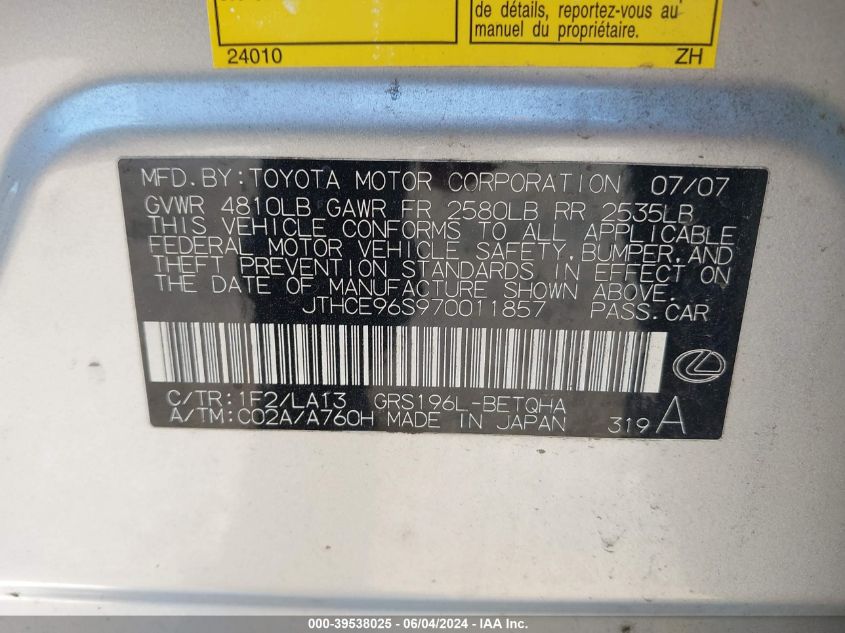 de détails, reportez-vous au
manuel du propriétaire.
24010 ZH
MFD.BY:TOYOTA MOTOR CORPORATION 07/07
GVWR 4810LB GAWR FR 2580LB RR 2535LB
THIS VEHICLE CONFORMS TO ALL APPLICABLE
FEDERAL MOTOR VEHICLE SAFETY,BUMPER,AND
THEFT PREVENTION STANDARDS IN EFFECT ON
THE DATE OF MANUFACTURE SHOWN ABOVE.
JTHCE96S970011857 PASS.CAR
C/TR:1F2/LA13 GRS196L-BETQHA
A/TM:C02A/A760H MADE IN JAPAN 319 A
000-39538025 - 06/04/2024 - IAA Inc.